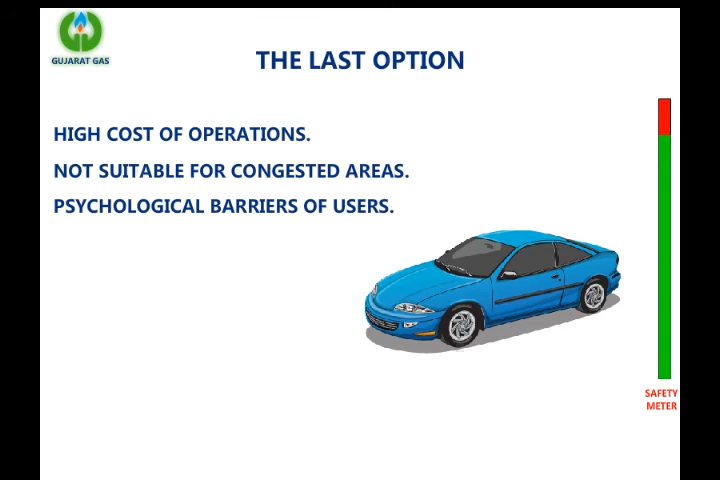 GUJARAT GAS
THE LAST OPTION
HIGH COST OF OPERATIONS.
NOT SUITABLE FOR CONGESTED AREAS.
PSYCHOLOGICAL BARRIERS OF USERS.
SAFETY
METER